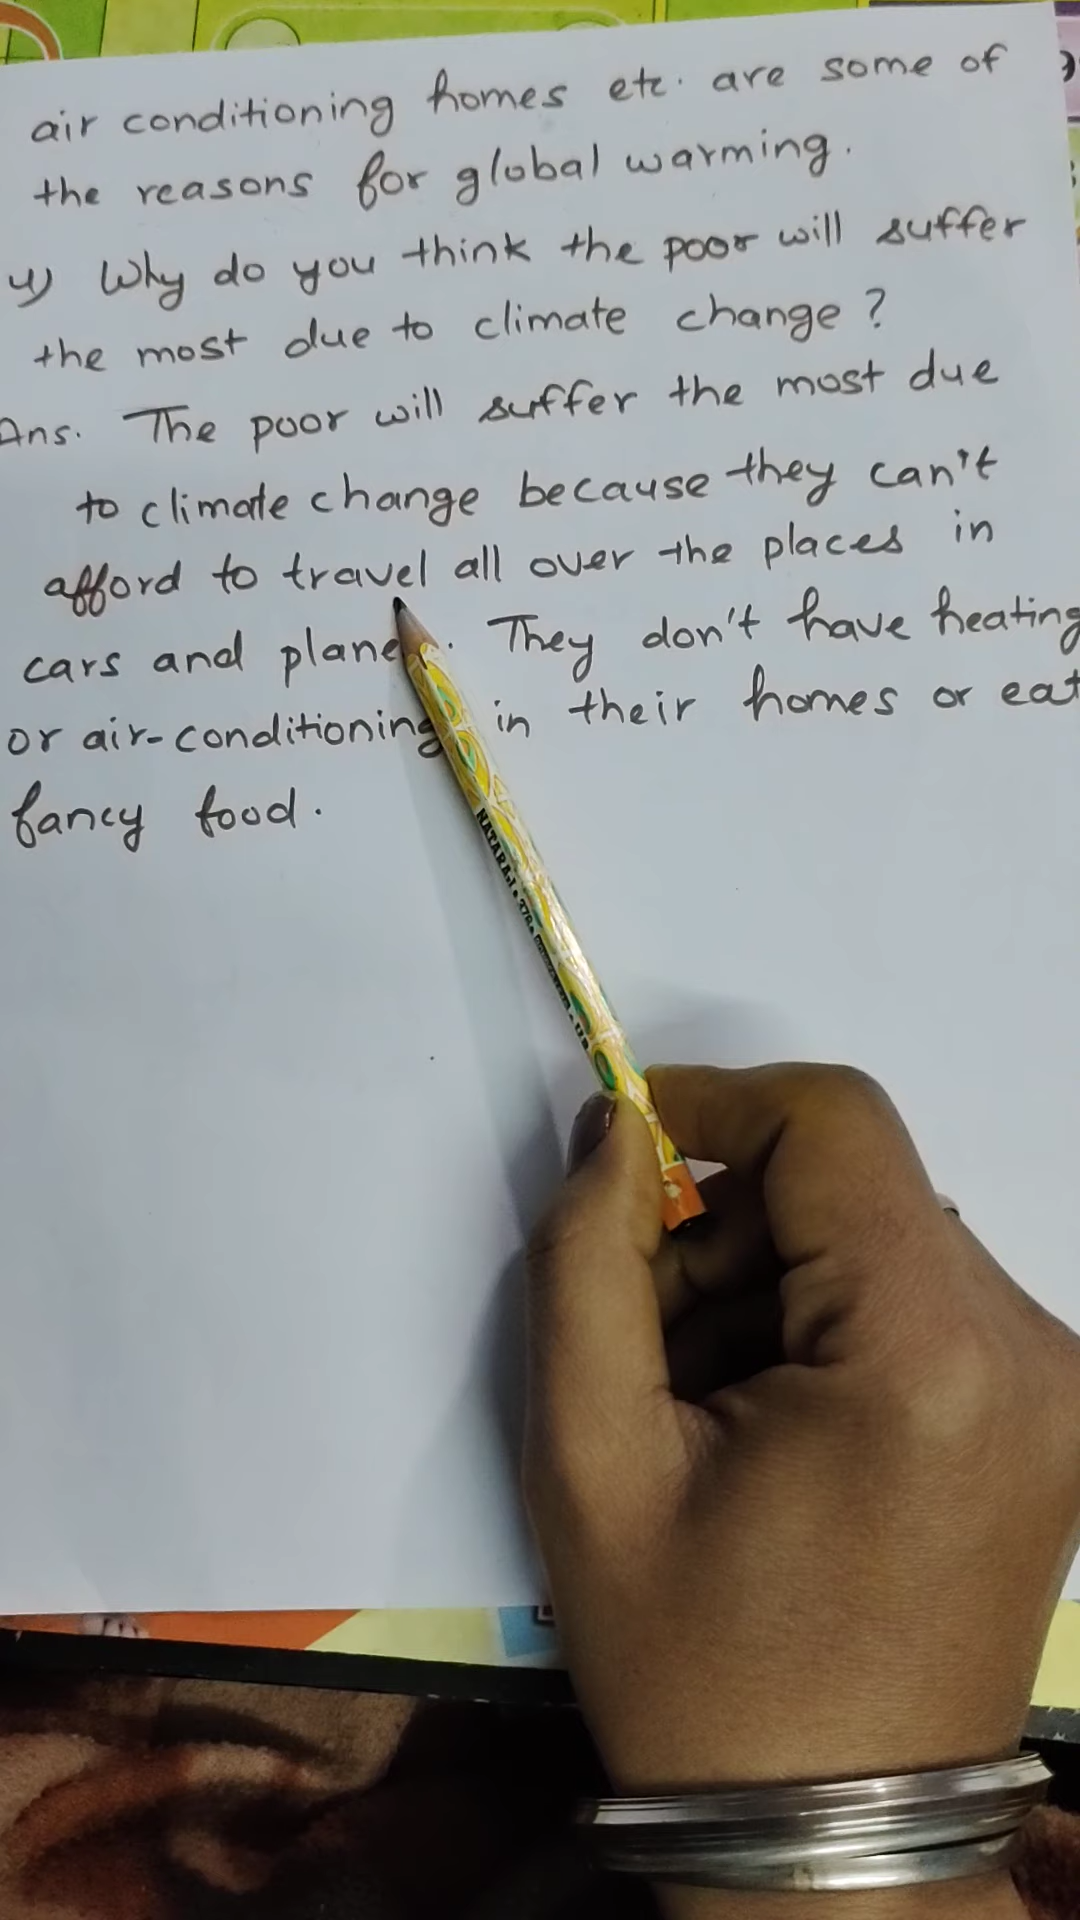 air conditioning homes etc. are some of
the reasons for global warming.
4) Why do you think the poor will suffer
the most due to climate change?
Ans. The poor will suffer the most due
to climate change because they can't
afford to travel all over the places in
cars and plane. They don't have heating
or air-conditioning in their homes or eat
fancy food.
NATARAJ